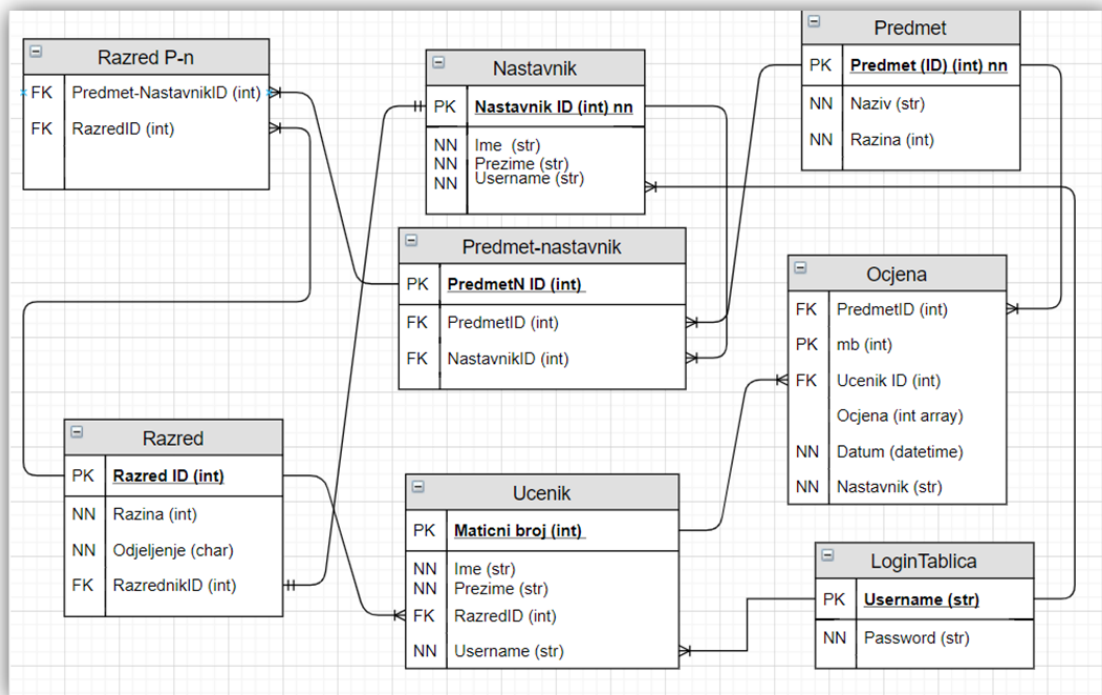 Razred P-n
FK Predmet-NastavnikID (int)
FK RazredID (int)
Nastavnik
PK Nastavnik ID (int) nn
NN Ime (str)
NN Prezime (str)
NN Username (str)
Predmet
PK Predmet (ID) (int) nn
NN Naziv (str)
NN Razina (int)
Predmet-nastavnik
PK PredmetN ID (int)
FK PredmetID (int)
FK NastavnikID (int)
Ocjena
FK PredmetID (int)
PK mb (int)
FK Ucenik ID (int)
Ocjena (int array)
NN Datum (datetime)
NN Nastavnik (str)
Razred
PK Razred ID (int)
NN Razina (int)
NN Odjeljenje (char)
FK RazrednikID (int)
Ucenik
PK Maticni broj (int)
NN Ime (str)
NN Prezime (str)
FK RazredID (int)
NN Username (str)
LoginTablica
PK Username (str)
NN Password (str)